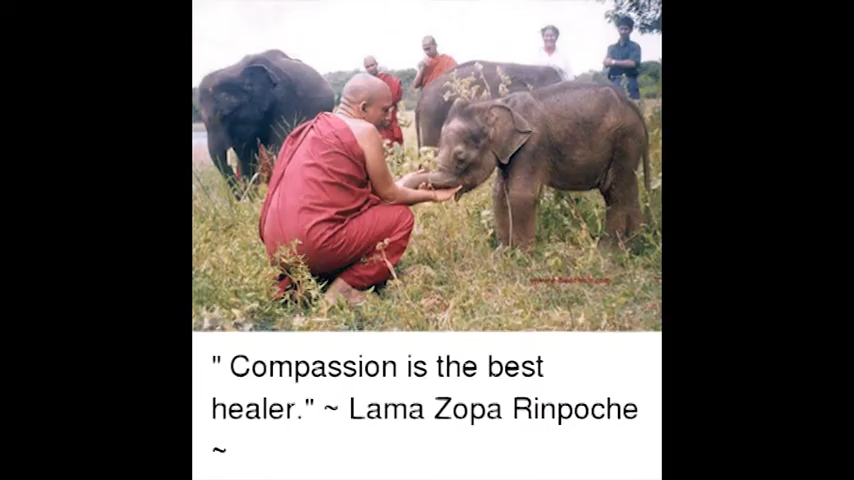 " Compassion is the best
healer." ~ Lama Zopa Rinpoche
~